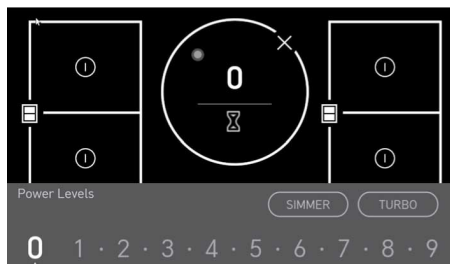 0
Power Levels
SIMMER
TURBO
0 1 · 2 · 3 · 4 · 5 · 6 · 7 · 8 · 9